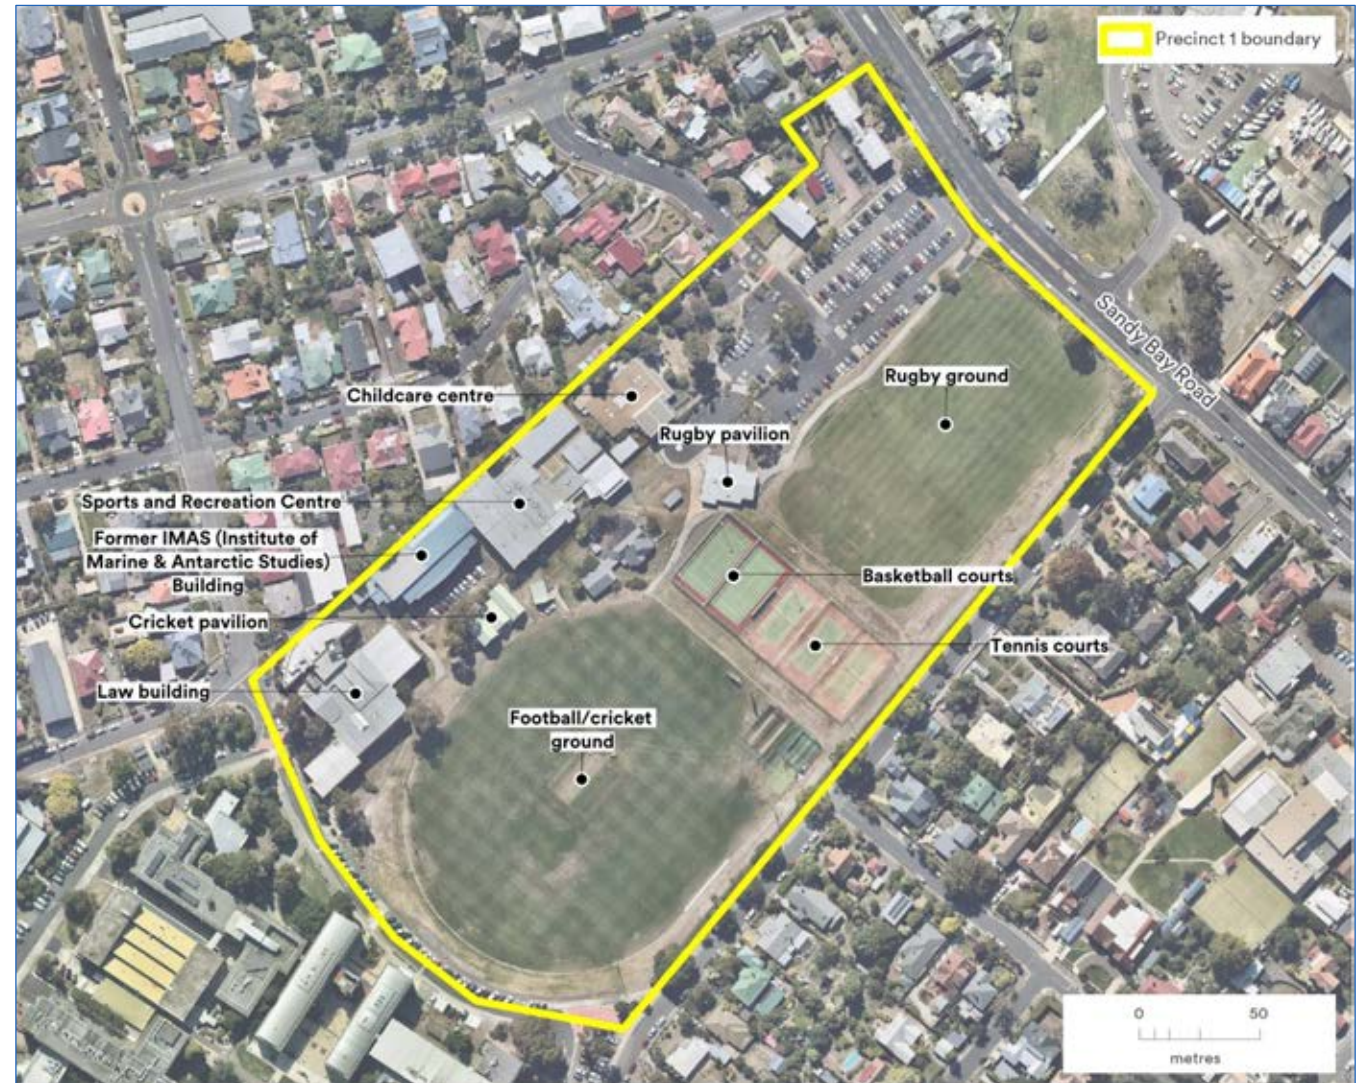 Precinct 1 boundary
Sandy Bay Road
Rugby ground
Childcare centre
Rugby pavilion
Sports and Recreation Centre
Former IMAS (Institute of
Marine & Antarctic Studies)
Building
Basketball courts
Cricket pavilion
Tennis courts
Law building
Football/cricket
ground
0 50
metres